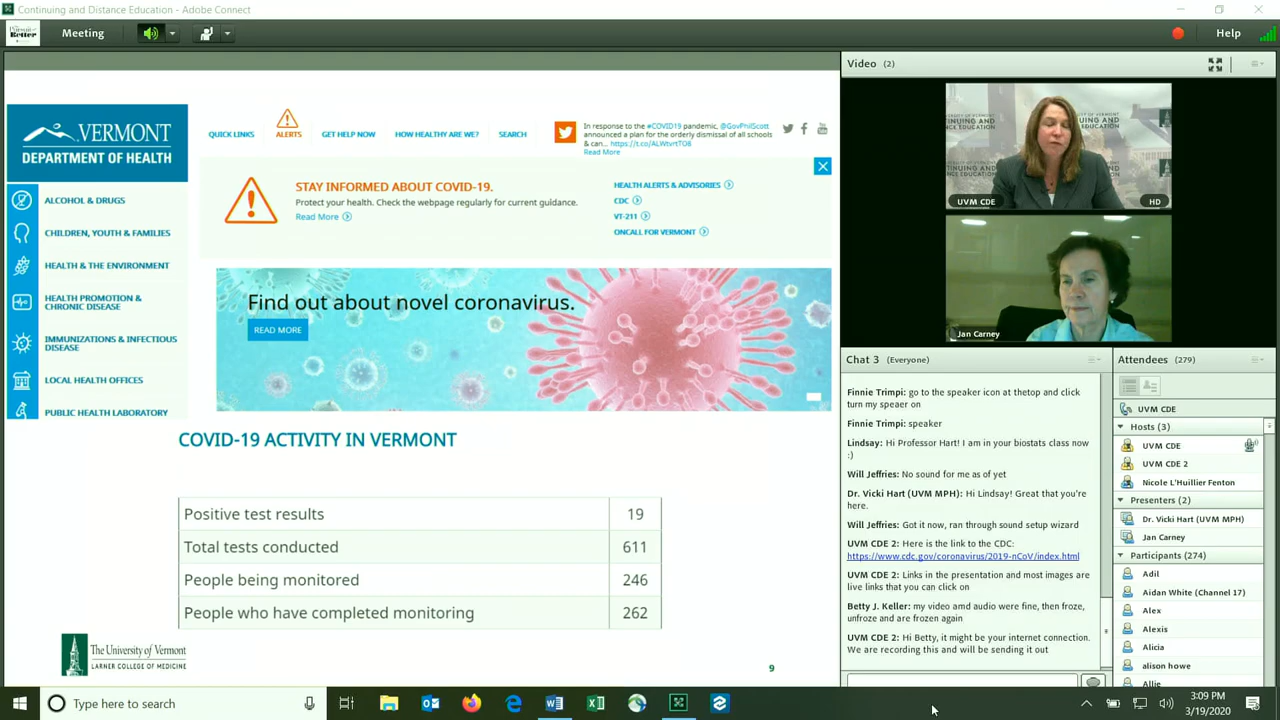 Continuing and Distance Education - Adobe Connect
Pursuit of
Better
Meeting
Help
VERMONT
DEPARTMENT OF HEALTH
QUICK LINKS
ALERTS
GET HELP NOW
HOW HEALTHY ARE WE?
SEARCH
In response to the #COVID19 pandemic, @GovPhilScott
announced a plan for the orderly dismissal of all schools
& can... https://t.co/ALWtvrtTO8
Read More
STAY INFORMED ABOUT COVID-19.
Protect your health. Check the webpage regularly for current guidance.
Read More
HEALTH ALERTS & ADVISORIES
CDC
VT-211
ONCALL FOR VERMONT
ALCOHOL & DRUGS
CHILDREN, YOUTH & FAMILIES
HEALTH & THE ENVIRONMENT
HEALTH PROMOTION &
CHRONIC DISEASE
IMMUNIZATIONS & INFECTIOUS
DISEASE
LOCAL HEALTH OFFICES
PUBLIC HEALTH LABORATORY
Find out about novel coronavirus.
READ MORE
COVID-19 ACTIVITY IN VERMONT
Positive test results 19
Total tests conducted 611
People being monitored 246
People who have completed monitoring 262
The University of Vermont
LARNER COLLEGE OF MEDICINE
9
Video (2)
UVM CDE
HD
Jan Carney
Chat 3 (Everyone)
Finnie Trimpi: go to the speaker icon at thetop and click
turn my speaer on
Finnie Trimpi: speaker
Lindsay: Hi Professor Hart! I am in your biostats class now
:)
Will Jeffries: No sound for me as of yet
Dr. Vicki Hart (UVM MPH): Hi Lindsay! Great that you're
here.
Will Jeffries: Got it now, ran through sound setup wizard
UVM CDE 2: Here is the link to the CDC:
https://www.cdc.gov/coronavirus/2019-nCoV/index.html
UVM CDE 2: Links in the presentation and most images are
live links that you can click on
Betty J. Keller: my video amd audio were fine, then froze,
unfroze and are frozen again
UVM CDE 2: Hi Betty, it might be your internet connection.
We are recording this and will be sending it out
Attendees (279)
UVM CDE
Hosts (3)
UVM CDE
UVM CDE 2
Nicole L'Huillier Fenton
Presenters (2)
Dr. Vicki Hart (UVM MPH)
Jan Carney
Participants (274)
Adil
Aidan White (Channel 17)
Alex
Alexis
Alicia
alison howe
Allie
Type here to search
3:09 PM
3/19/2020